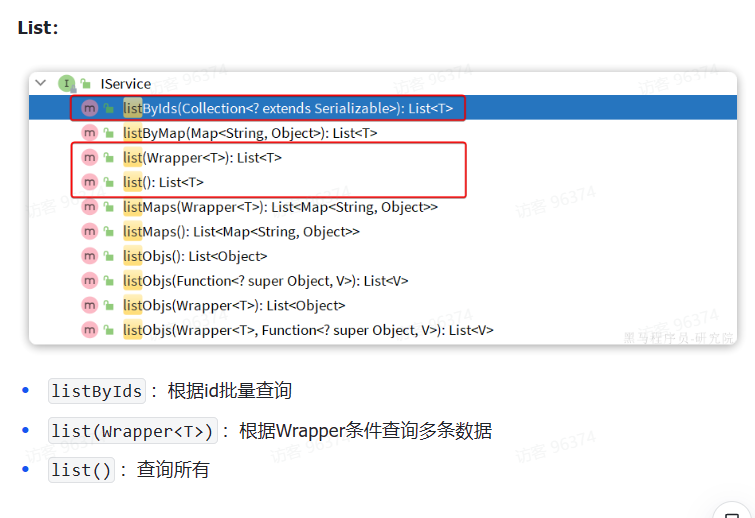 List：
IService
listByIds(Collection<? extends Serializable>): List<T>
listByMap(Map<String, Object>): List<T>
list(Wrapper<T>): List<T>
list(): List<T>
listMaps(Wrapper<T>): List<Map<String, Object>>
listMaps(): List<Map<String, Object>>
listObjs(): List<Object>
listObjs(Function<? super Object, V>): List<V>
listObjs(Wrapper<T>): List<Object>
listObjs(Wrapper<T>, Function<? super Object, V>): List<V>
黑马程序员-研究院
listByIds ：根据id批量查询
list(Wrapper<T>) ：根据Wrapper条件查询多条数据
list() ：查询所有
访客 96374